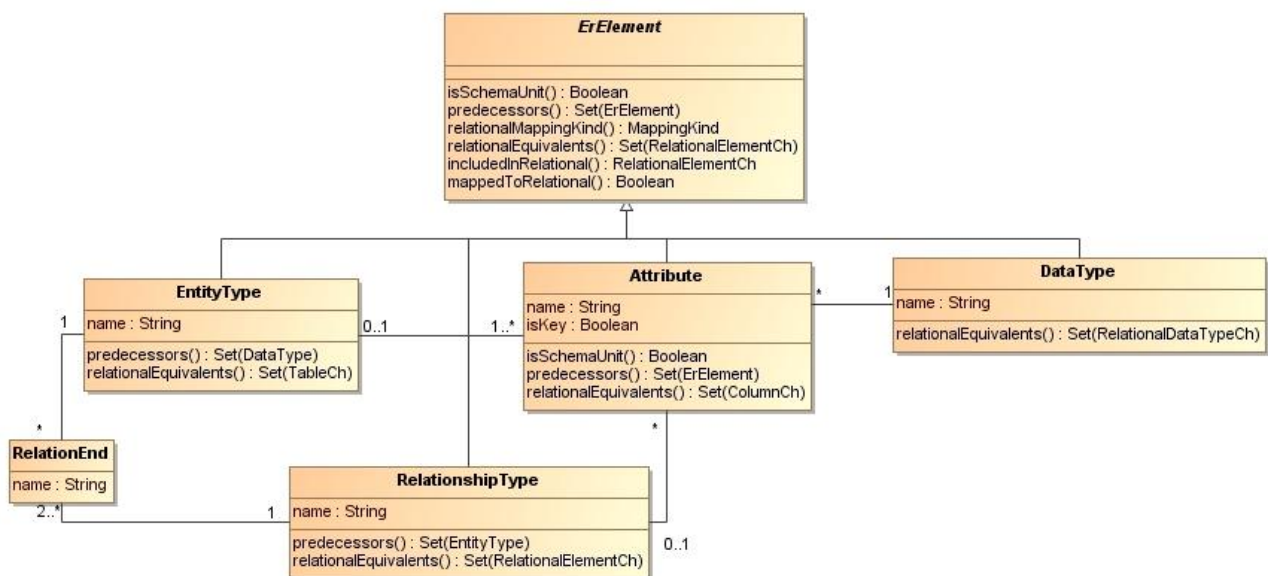 ErElement
isSchemaUnit() : Boolean
predecessors() : Set(ErElement)
relationalMappingKind() : MappingKind
relationalEquivalents() : Set(RelationalElementCh)
includedInRelational() : RelationalElementCh
mappedToRelational() : Boolean
EntityType
name : String
predecessors() : Set(DataType)
relationalEquivalents() : Set(TableCh)
Attribute
name : String
isKey : Boolean
isSchemaUnit() : Boolean
predecessors() : Set(ErElement)
relationalEquivalents() : Set(ColumnCh)
DataType
name : String
relationalEquivalents() : Set(RelationalDataTypeCh)
1
0..1
1..*
*
1
*
*
RelationEnd
name : String
2..*
1
RelationshipType
name : String
predecessors() : Set(EntityType)
relationalEquivalents() : Set(RelationalElementCh)
0..1